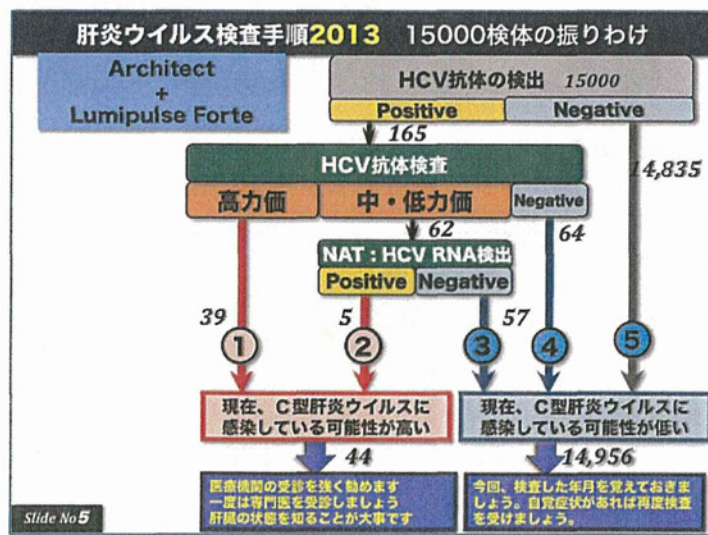 肝炎ウイルス検査手順2013 15000検体の振りわけ
Architect
+
Lumipulse Forte
HCV抗体の検出 15000
Positive Negative
165
14,835
HCV抗体検査
高力価 中・低力価 Negative
62 64
NAT:HCV RNA検出
Positive Negative
39 5 57
① ② ③ ④ ⑤
現在、C型肝炎ウイルスに
感染している可能性が高い
現在、C型肝炎ウイルスに
感染している可能性が低い
44 14,956
医療機関の受診を強く勧めます
一度は専門医を受診しましょう
肝臓の状態を知ることが大事です
今回、検査した年月を覚えておきま
しょう。自覚症状があれば再度検査
を受けましょう。
Slide No5